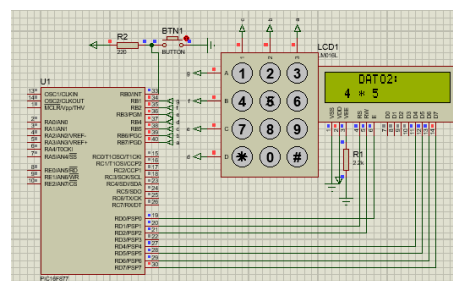 BTN1
R2
220
BUTTON
LCD1
LM016L
U1
1 2 3
A 1 2 3
B 4 5 6
C 7 8 9
D * 0 #
DATO2:
4 * 5
VSS
VDD
VEE
RS
RW
E
D0
D1
D2
D3
D4
D5
D6
D7
R1
2.2k
OSC1/CLKIN
OSC2/CLKOUT
MCLR/Vpp/THV
RA0/AN0
RA1/AN1
RA2/AN2/VREF-
RA3/AN3/VREF+
RA4/T0CKI
RA5/AN4/SS
RE0/AN5/RD
RE1/AN6/WR
RE2/AN7/CS
RB0/INT
RB1
RB2
RB3/PGM
RB4
RB5
RB6/PGC
RB7/PGD
RC0/T1OSO/T1CKI
RC1/T1OSI/CCP2
RC2/CCP1
RC3/SCK/SCL
RC4/SDI/SDA
RC5/SDO
RC6/TX/CK
RC7/RX/DT
RD0/PSP0
RD1/PSP1
RD2/PSP2
RD3/PSP3
RD4/PSP4
RD5/PSP5
RD6/PSP6
RD7/PSP7
PIC16F877